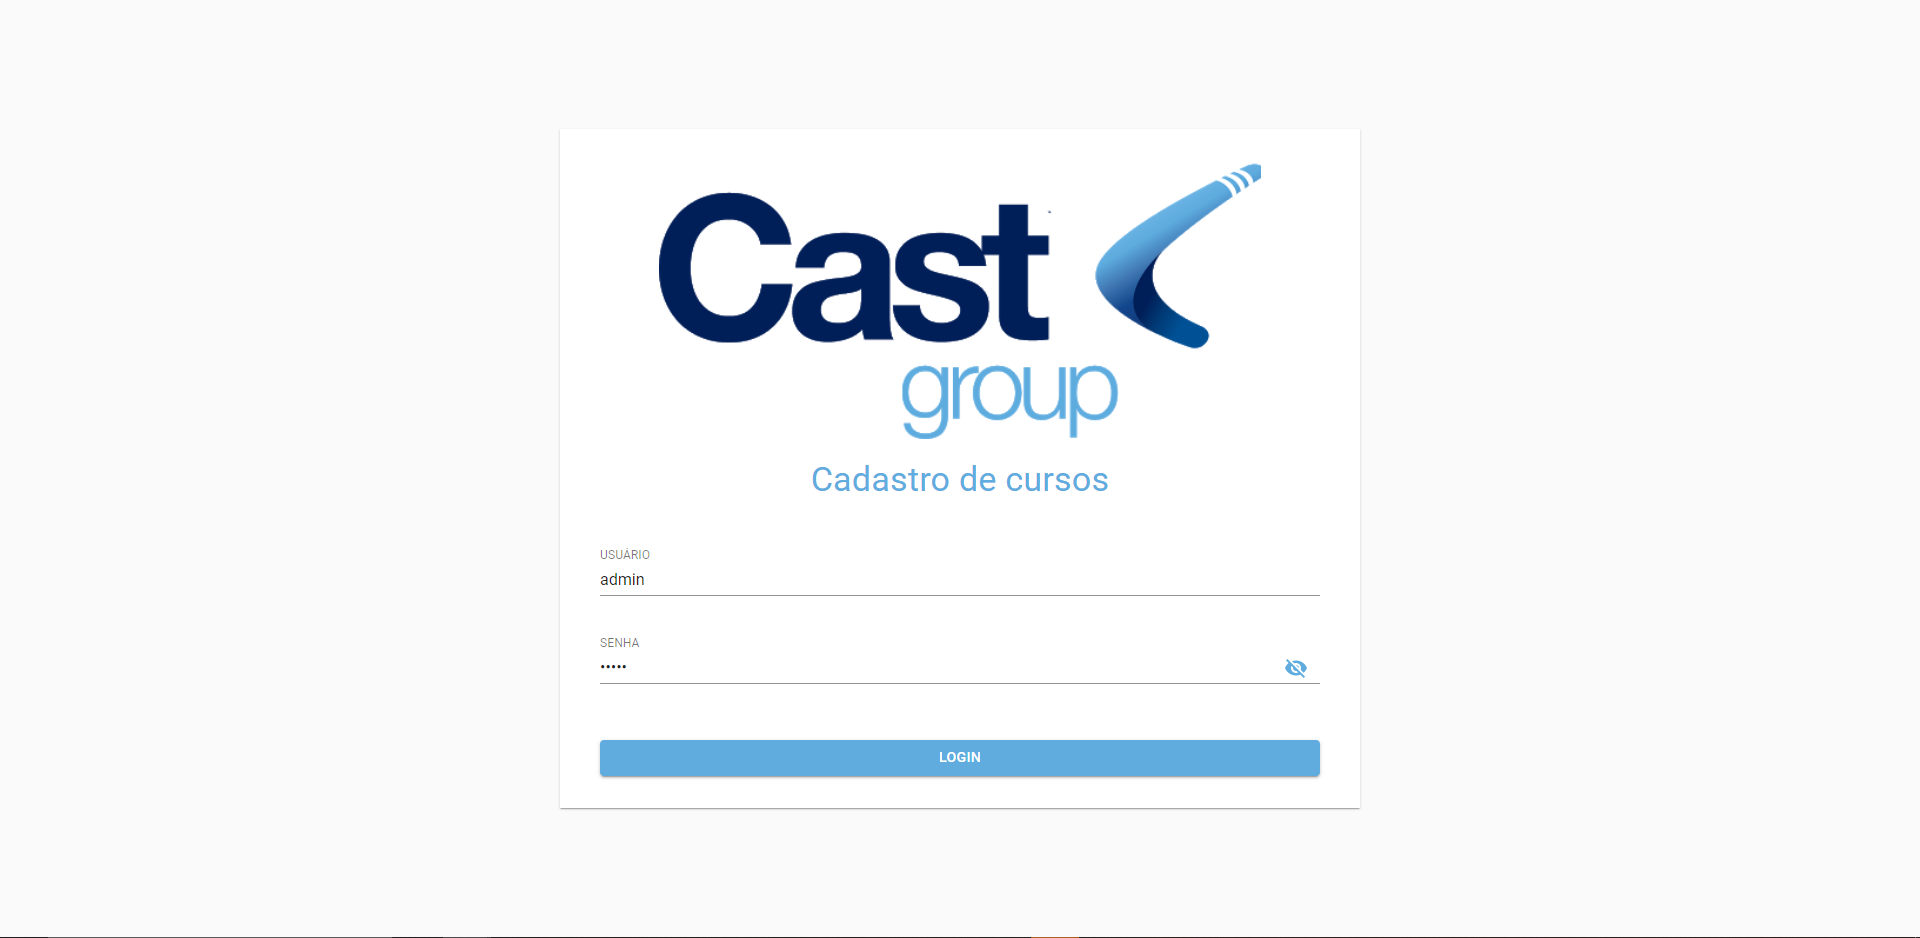 Cast
group
Cadastro de cursos
USUÁRIO
admin
SENHA
•••••
LOGIN